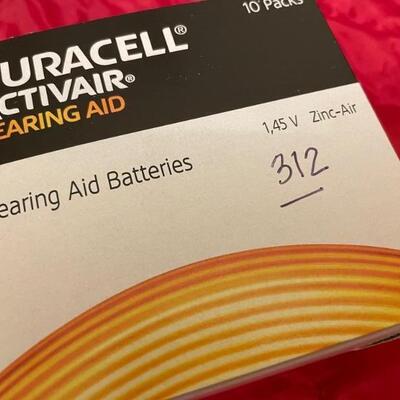 10 Packs
URACELL®
CTIVAIR®
EARING AID
1,45 V Zinc-Air
earing Aid Batteries
312